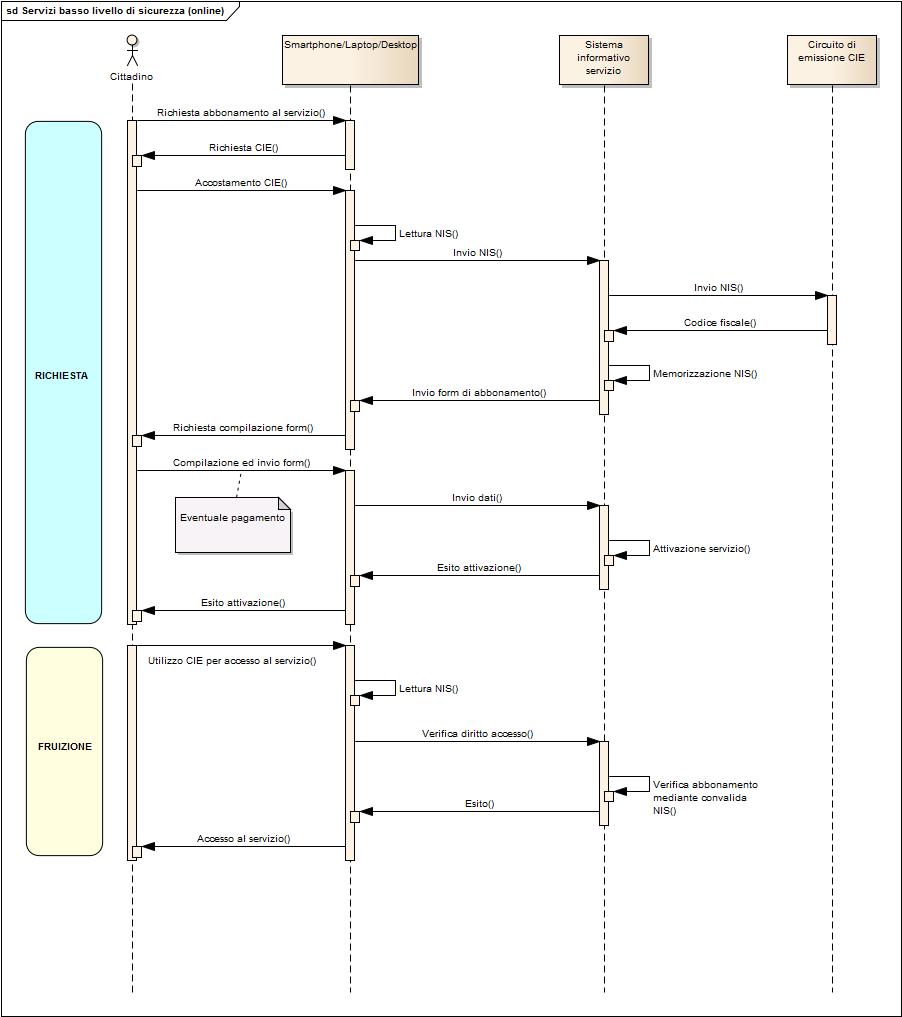 sd Servizi basso livello di sicurezza (online)
Cittadino
Smartphone/Laptop/Desktop
Sistema
informativo
servizio
Circuito di
emissione CIE
RICHIESTA
Richiesta abbonamento al servizio()
Richiesta CIE()
Accostamento CIE()
Lettura NIS()
Invio NIS()
Invio NIS()
Codice fiscale()
Memorizzazione NIS()
Invio form di abbonamento()
Richiesta compilazione form()
Compilazione ed invio form()
Eventuale pagamento
Invio dati()
Attivazione servizio()
Esito attivazione()
Esito attivazione()
FRUIZIONE
Utilizzo CIE per accesso al servizio()
Lettura NIS()
Verifica diritto accesso()
Verifica abbonamento
mediante convalida
NIS()
Esito()
Accesso al servizio()